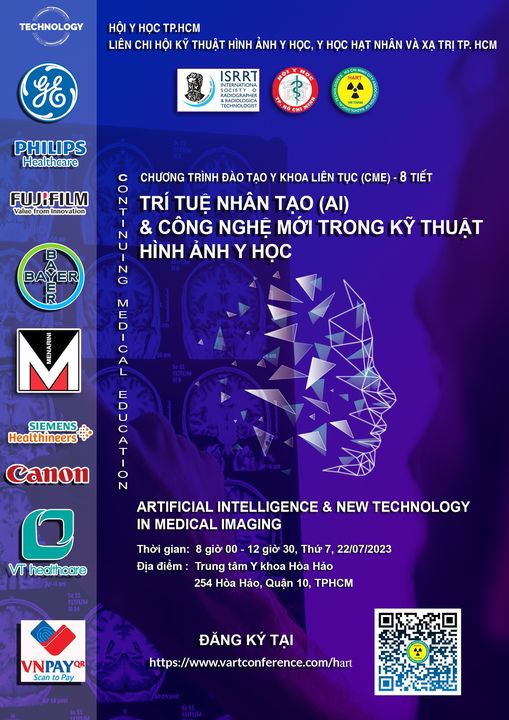 TECHNOLOGY
HỘI Y HỌC TP.HCM
LIÊN CHI HỘI KỸ THUẬT HÌNH ẢNH Y HỌC, Y HỌC HẠT NHÂN VÀ XẠ TRỊ TP. HCM
ISRRT
INTERNATIONAL
SOCIETY O
RADIOGRAPHER
& RADIOLOGICA
TECHNOLOGIST
HỘI Y HỌC
TP. HỒ CHÍ MINH
HART
GE
PHILIPS
Healthcare
FUJIFILM
Value from Innovation
BAYER
BAYER
MENARINI
SIEMENS
Healthineers
Canon
VT healthcare
VNPAY QR
Scan to Pay
CONTINUING MEDICAL EDUCATION
CHƯƠNG TRÌNH ĐÀO TẠO Y KHOA LIÊN TỤC (CME) - 8 TIẾT
TRÍ TUỆ NHÂN TẠO (AI)
& CÔNG NGHỆ MỚI TRONG KỸ THUẬT
HÌNH ẢNH Y HỌC
ARTIFICIAL INTELLIGENCE & NEW TECHNOLOGY
IN MEDICAL IMAGING
Thời gian: 8 giờ 00 - 12 giờ 30, Thứ 7, 22/07/2023
Địa điểm : Trung tâm Y khoa Hòa Hảo
254 Hòa Hảo, Quận 10, TPHCM
ĐĂNG KÝ TẠI
https://www.vartconference.com/hart